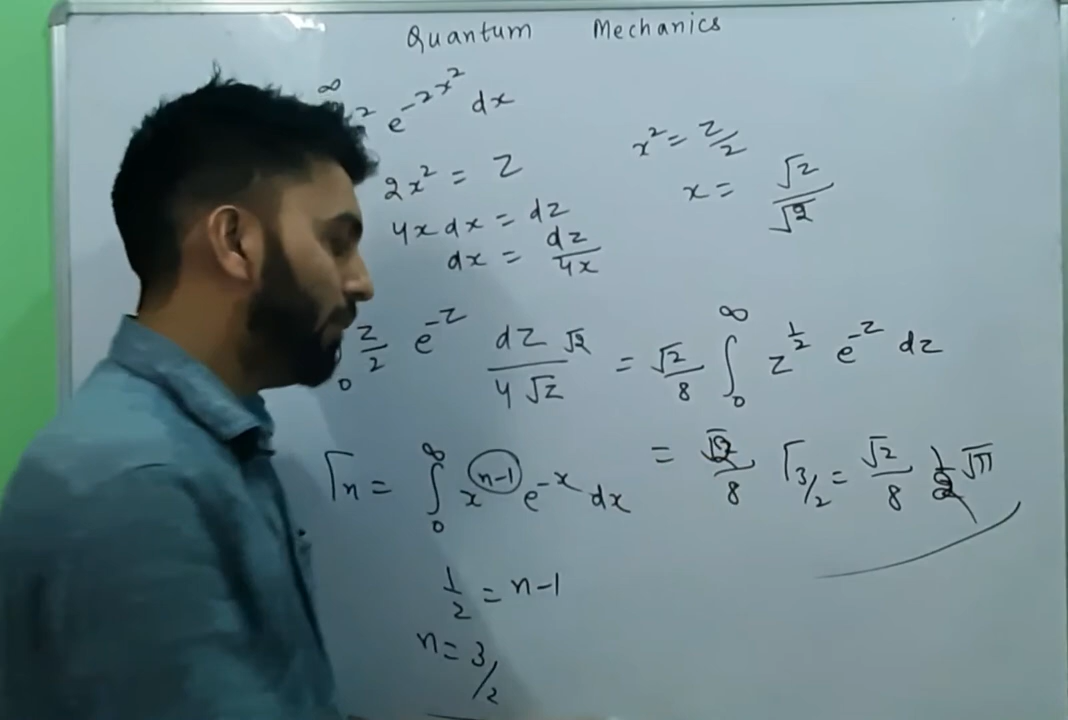 Quantum Mechanics
∞ 2 e^{-2x^2} dx
2x^2 = Z
x^2 = Z/2
4x dx = dz
x = √z/√2
dx = dz/4x
0 Z/2 e^{-Z} dZ √2/4√Z = √2/8 ∫_0^∞ z^{1/2} e^{-z} dz
Γn = ∫_0^∞ x^{n-1} e^{-x} dx
= √2/8 Γ3/2 = √2/8 1/2 √π
1/2 = n-1
n = 3/2